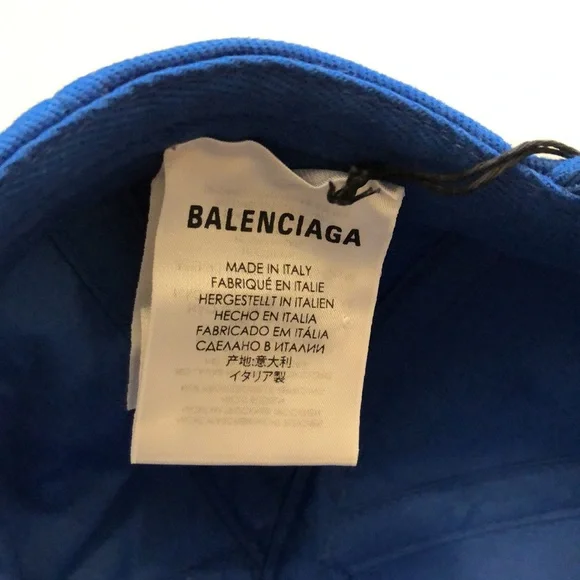 BALENCIAGA
MADE IN ITALY
FABRIQUÉ EN ITALIE
HERGESTELLT IN ITALIEN
HECHO EN ITALIA
FABRICADO EM ITÁLIA
СДЕЛАНО В ИТАЛИИ
产地:意大利
イタリア製